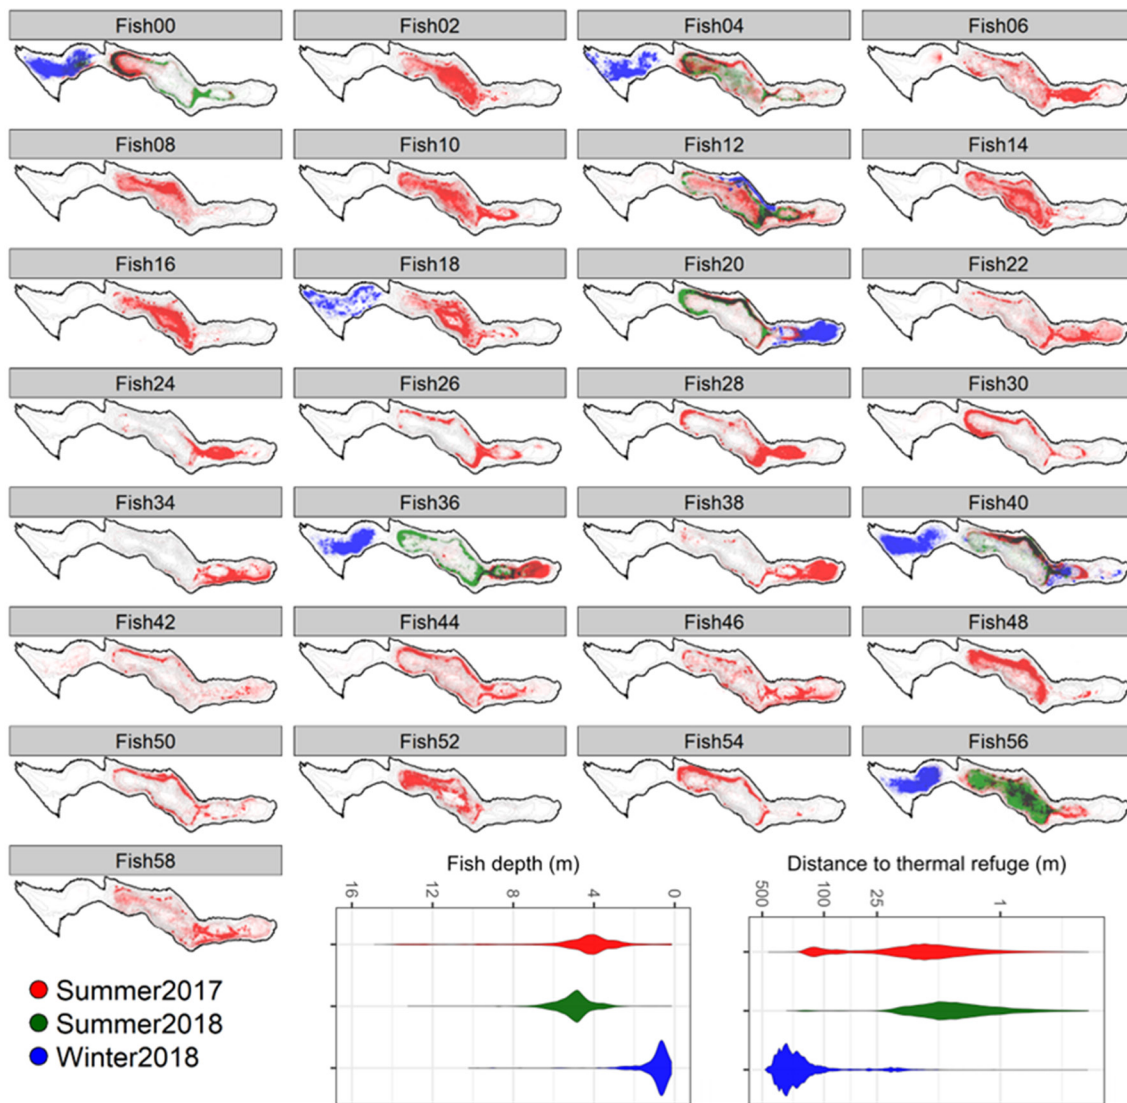 Fish00 Fish02 Fish04 Fish06
Fish08 Fish10 Fish12 Fish14
Fish16 Fish18 Fish20 Fish22
Fish24 Fish26 Fish28 Fish30
Fish34 Fish36 Fish38 Fish40
Fish42 Fish44 Fish46 Fish48
Fish50 Fish52 Fish54 Fish56
Fish58
Fish depth (m)
16 12 8 4 0
Distance to thermal refuge (m)
500 100 25 1
Summer2017
Summer2018
Winter2018